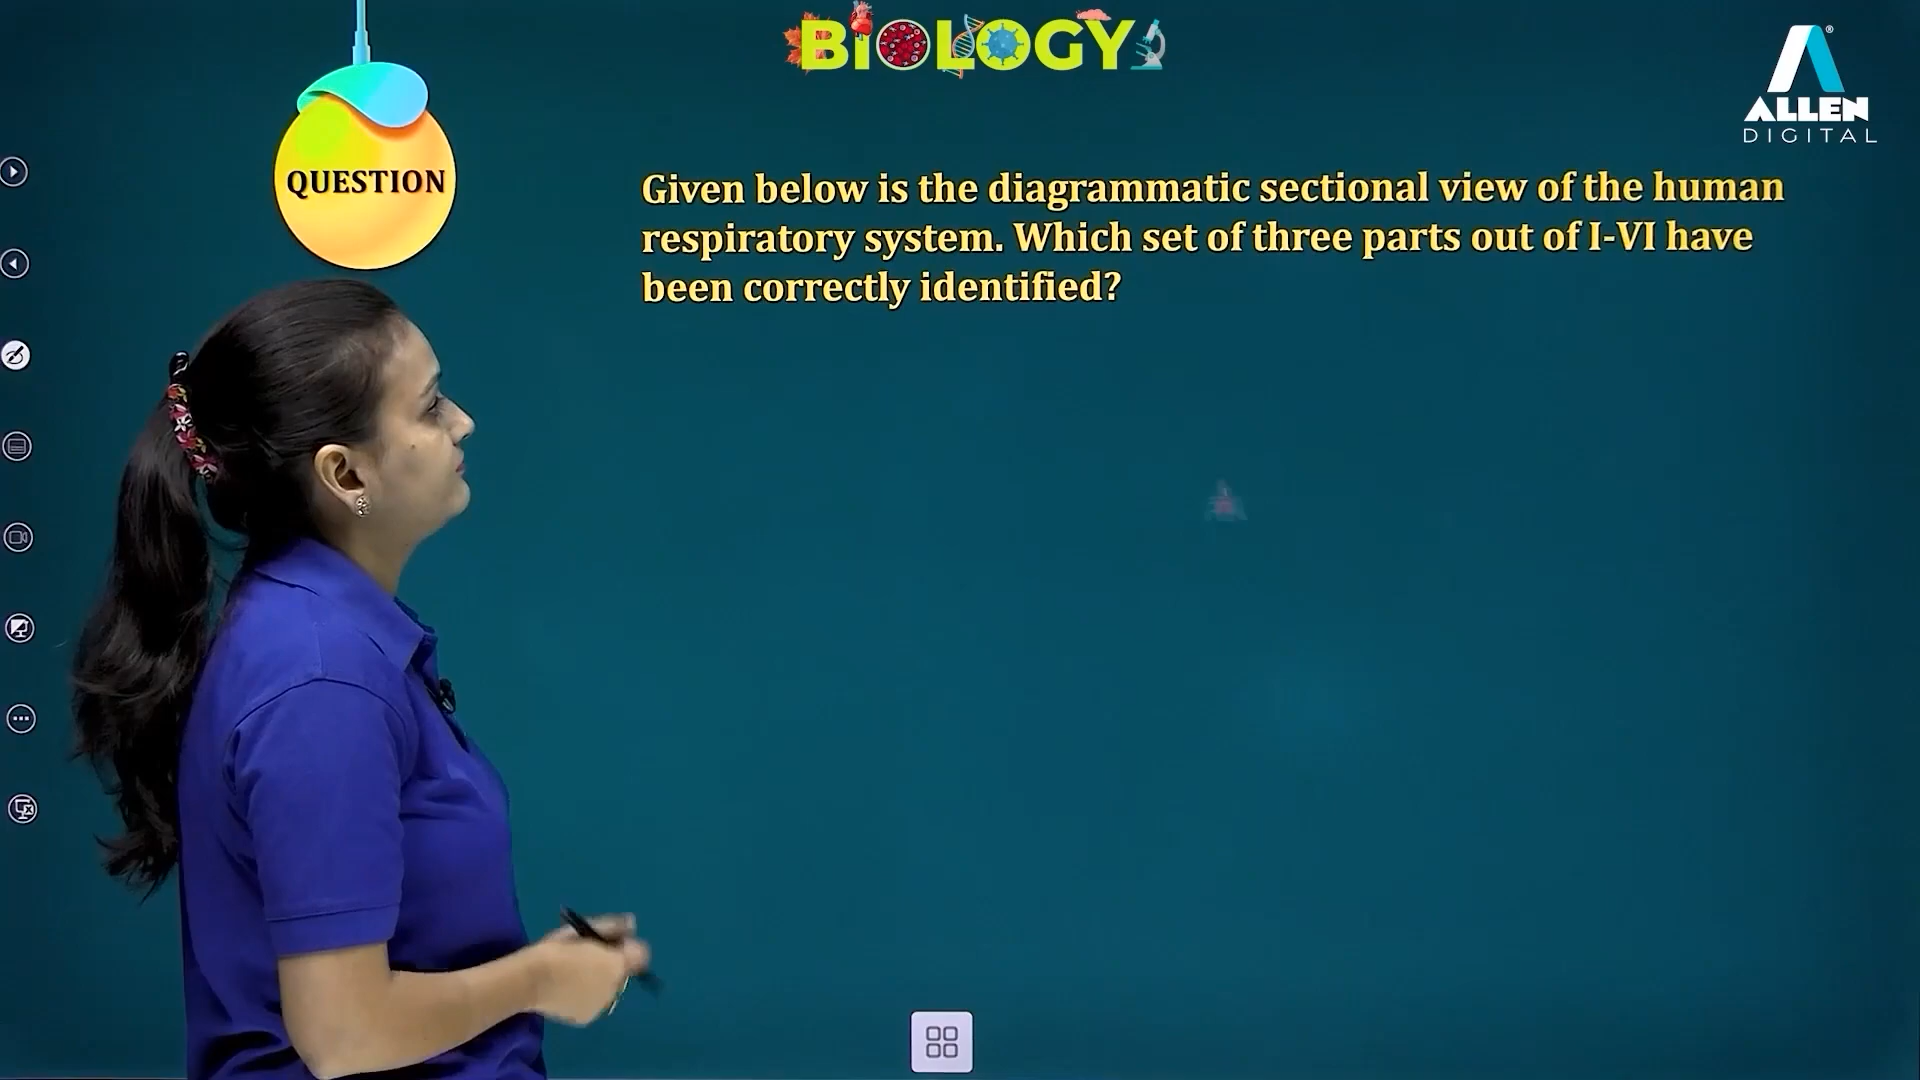 BIOLOGY
ALLEN
DIGITAL
QUESTION
Given below is the diagrammatic sectional view of the human
respiratory system. Which set of three parts out of I-VI have
been correctly identified?